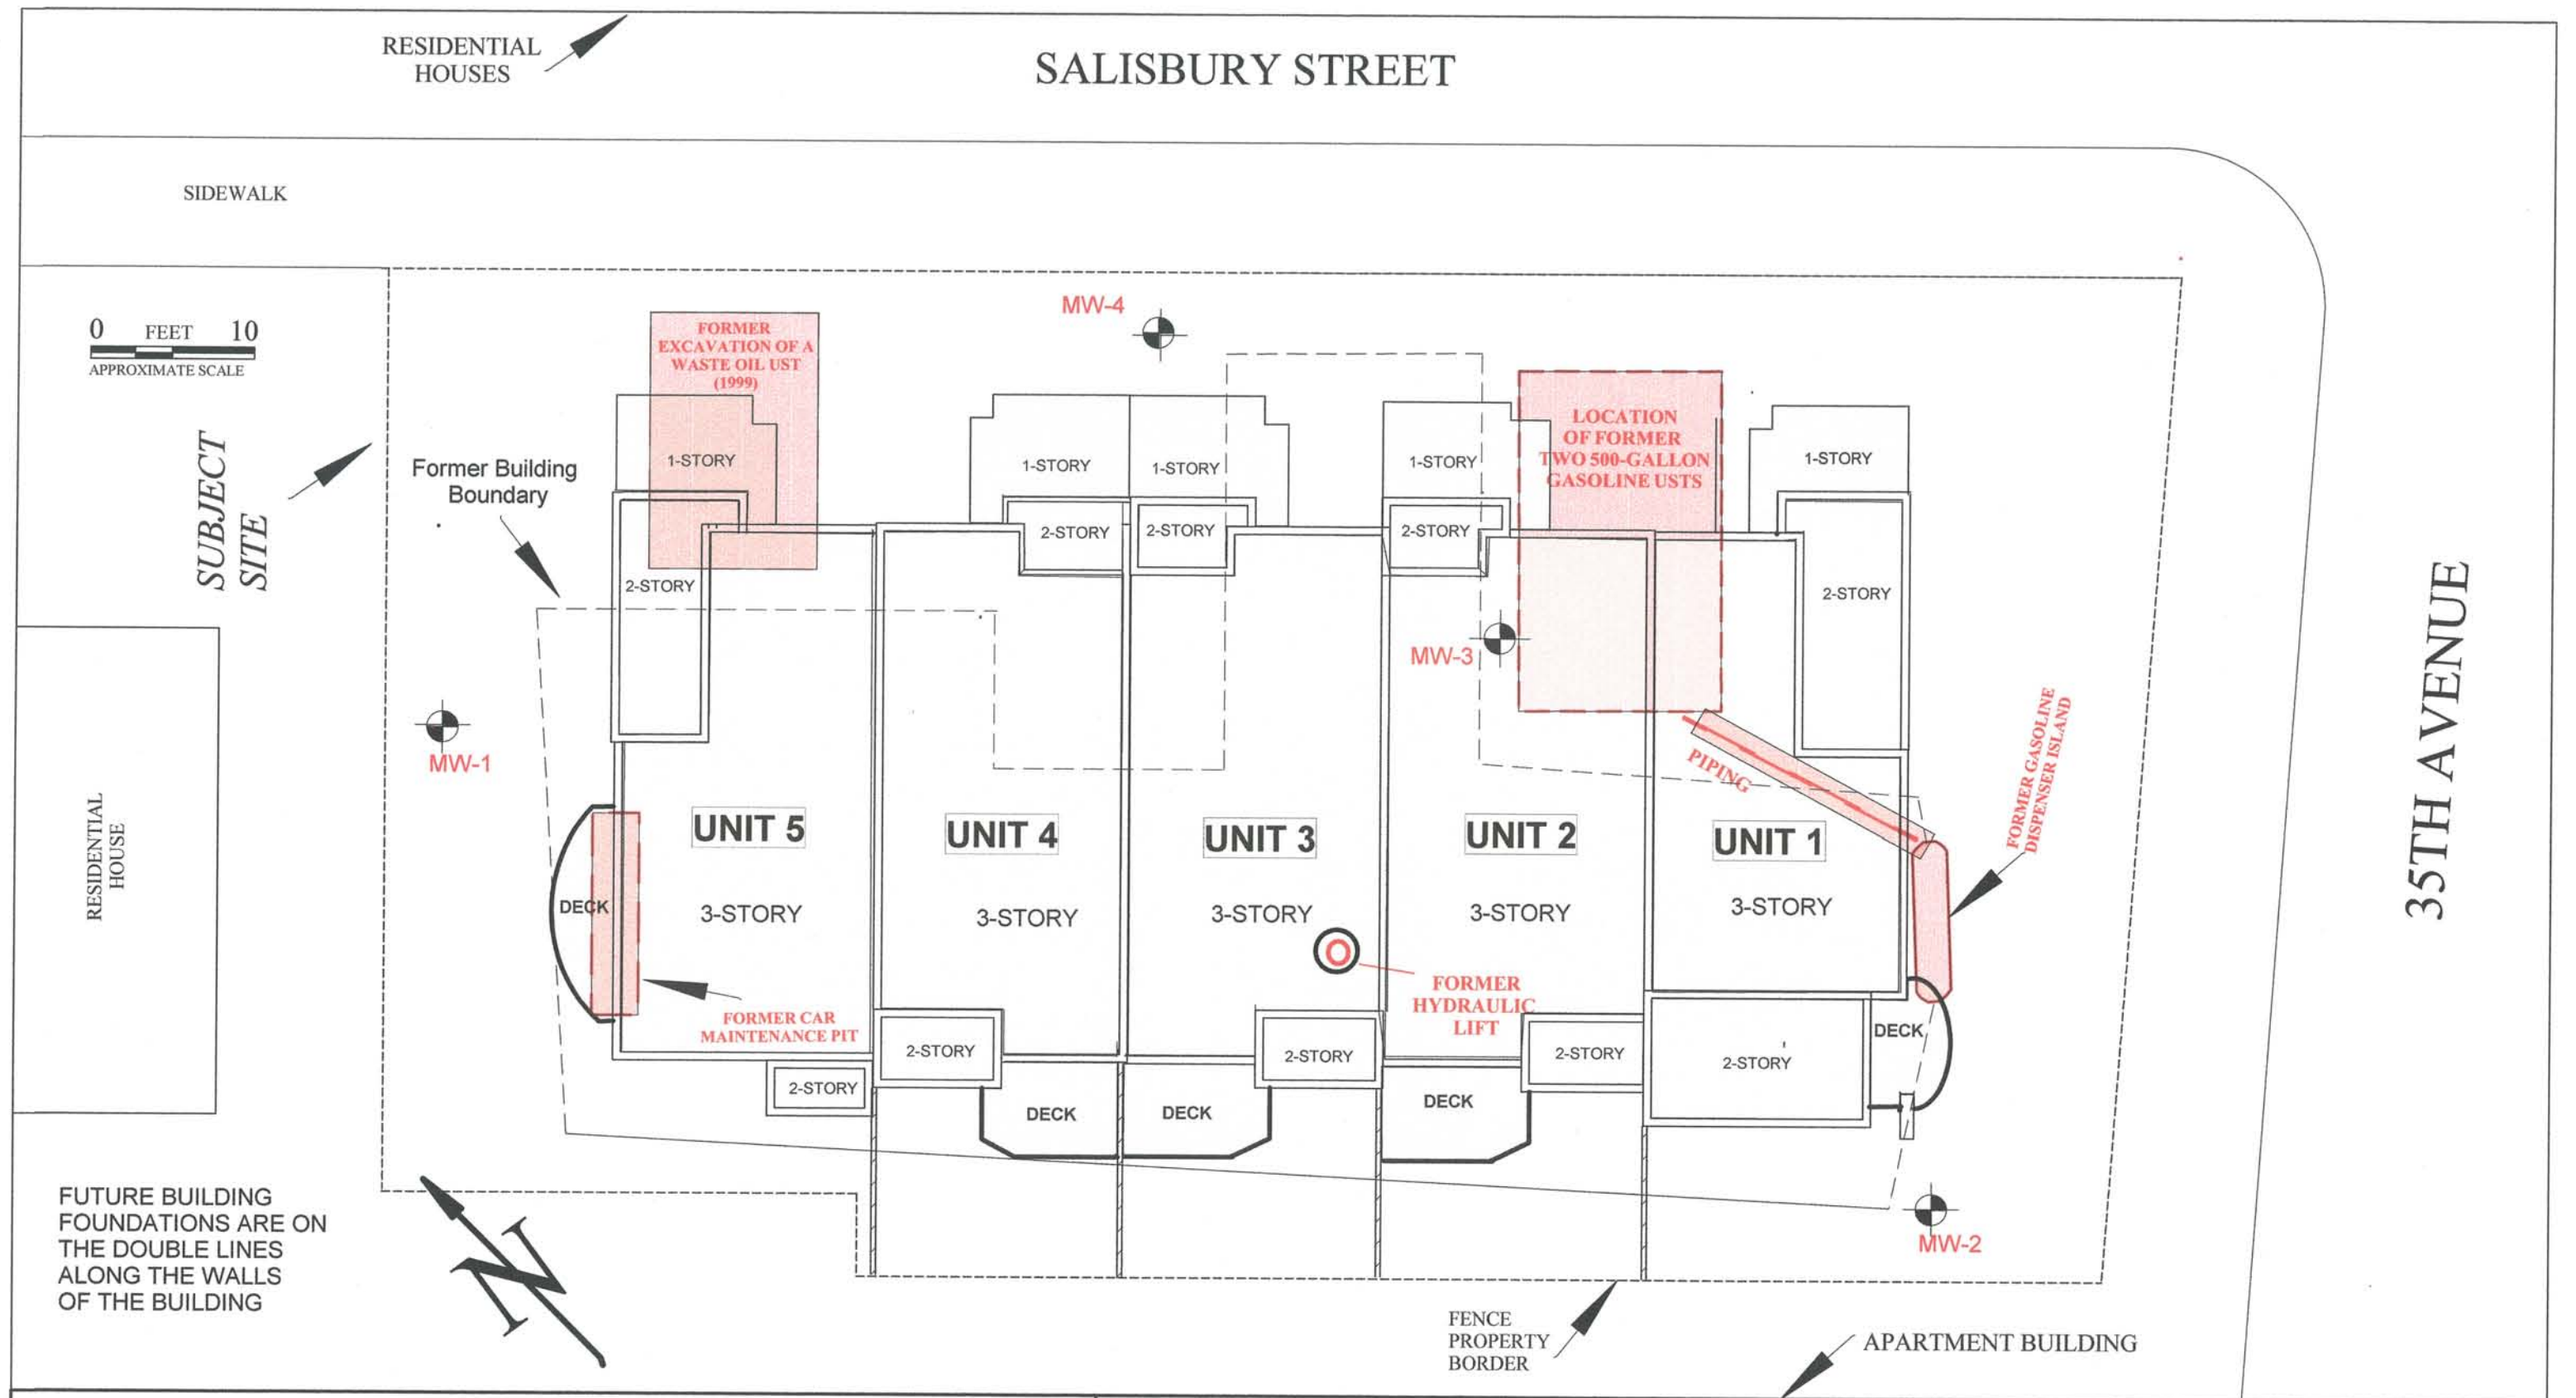 RESIDENTIAL
HOUSES
SALISBURY STREET
SIDEWALK
0 FEET 10
APPROXIMATE SCALE
SUBJECT
SITE
Former Building
Boundary
FORMER
EXCAVATION OF A
WASTE OIL UST
(1999)
MW-4
LOCATION
OF FORMER
TWO 500-GALLON
GASOLINE USTS
1-STORY
1-STORY
1-STORY
1-STORY
1-STORY
2-STORY
2-STORY
2-STORY
2-STORY
2-STORY
MW-3
MW-1
PIPING
FORMER GASOLINE
DISPENSER ISLAND
35TH AVENUE
RESIDENTIAL
HOUSE
UNIT 5
UNIT 4
UNIT 3
UNIT 2
UNIT 1
DECK
3-STORY
3-STORY
3-STORY
3-STORY
3-STORY
FORMER CAR
MAINTENANCE PIT
FORMER
HYDRAULIC
LIFT
2-STORY
2-STORY
2-STORY
2-STORY
2-STORY
DECK
DECK
DECK
DECK
MW-2
FUTURE BUILDING
FOUNDATIONS ARE ON
THE DOUBLE LINES
ALONG THE WALLS
OF THE BUILDING
N
FENCE
PROPERTY
BORDER
APARTMENT BUILDING